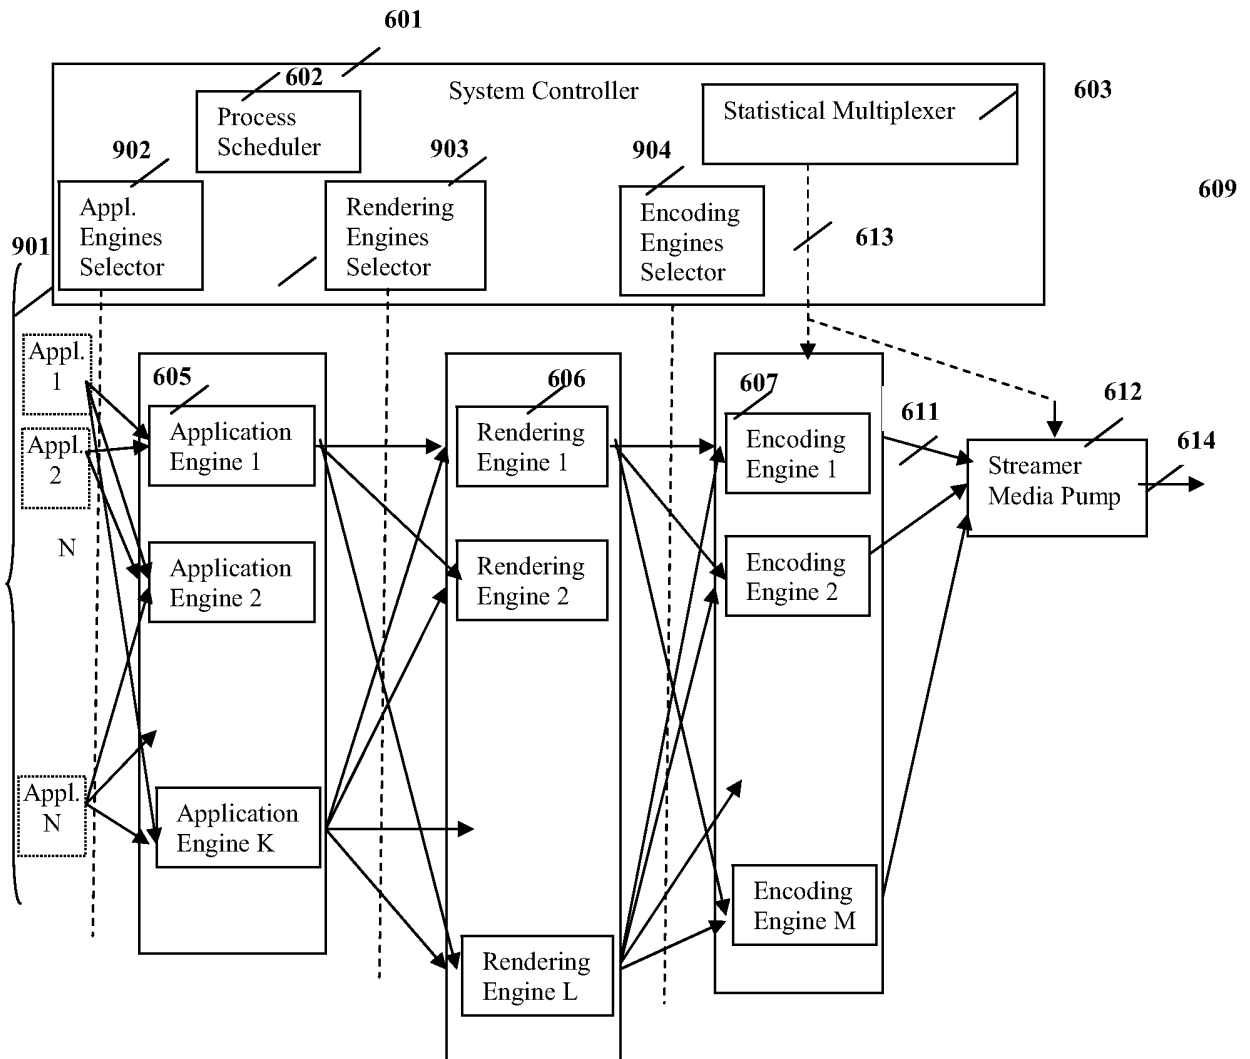 601
602
System Controller
603
Process
Scheduler
Statistical Multiplexer
902
903
904
609
Appl.
Engines
Selector
Rendering
Engines
Selector
Encoding
Engines
Selector
613
901
Appl.
1
605
606
607
611
612
614
Application
Engine 1
Rendering
Engine 1
Encoding
Engine 1
Streamer
Media Pump
Appl.
2
N
Application
Engine 2
Rendering
Engine 2
Encoding
Engine 2
Appl.
N
Application
Engine K
Encoding
Engine M
Rendering
Engine L